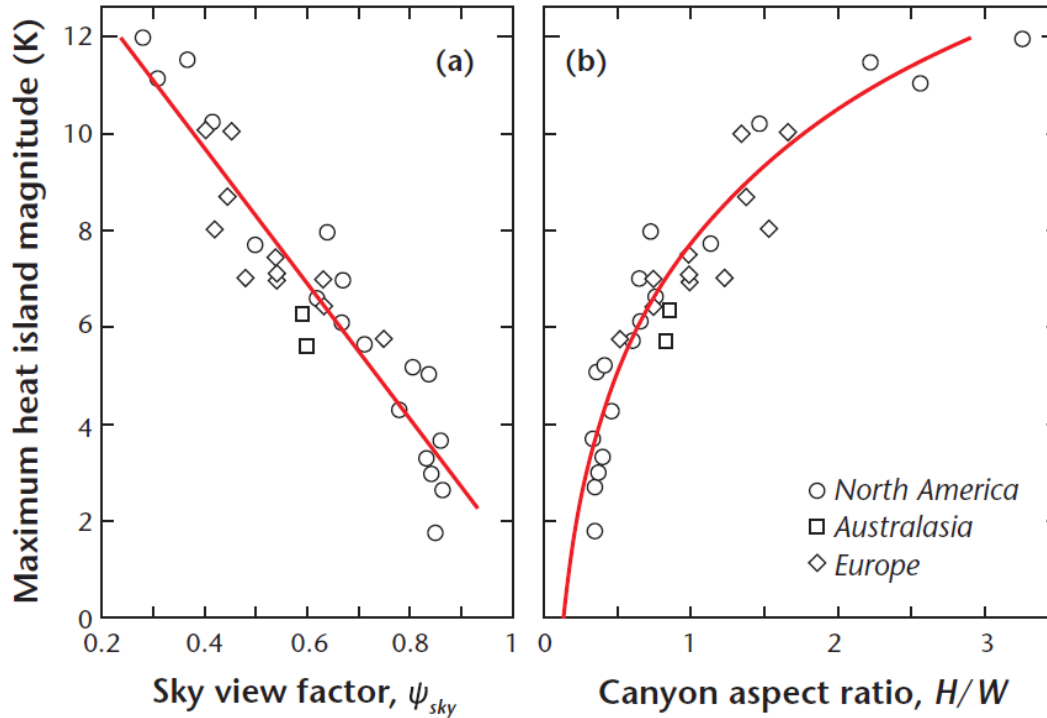 Maximum heat island magnitude (K)
12
10
8
6
4
2
0
(a)
0.2
0.4
0.6
0.8
1
Sky view factor, ψsky
(b)
North America
Australasia
Europe
0
1
2
3
Canyon aspect ratio, H/W